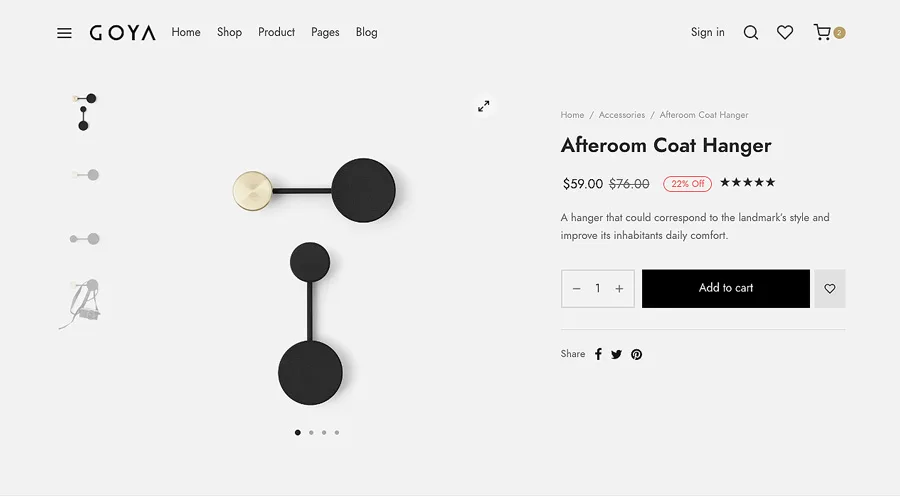 GOYA Home Shop Product Pages Blog Sign in 2
Home / Accessories / Afteroom Coat Hanger
Afteroom Coat Hanger
$59.00 $76.00 22% Off ★★★★★
A hanger that could correspond to the landmark's style and
improve its inhabitants daily comfort.
− 1 + Add to cart
Share